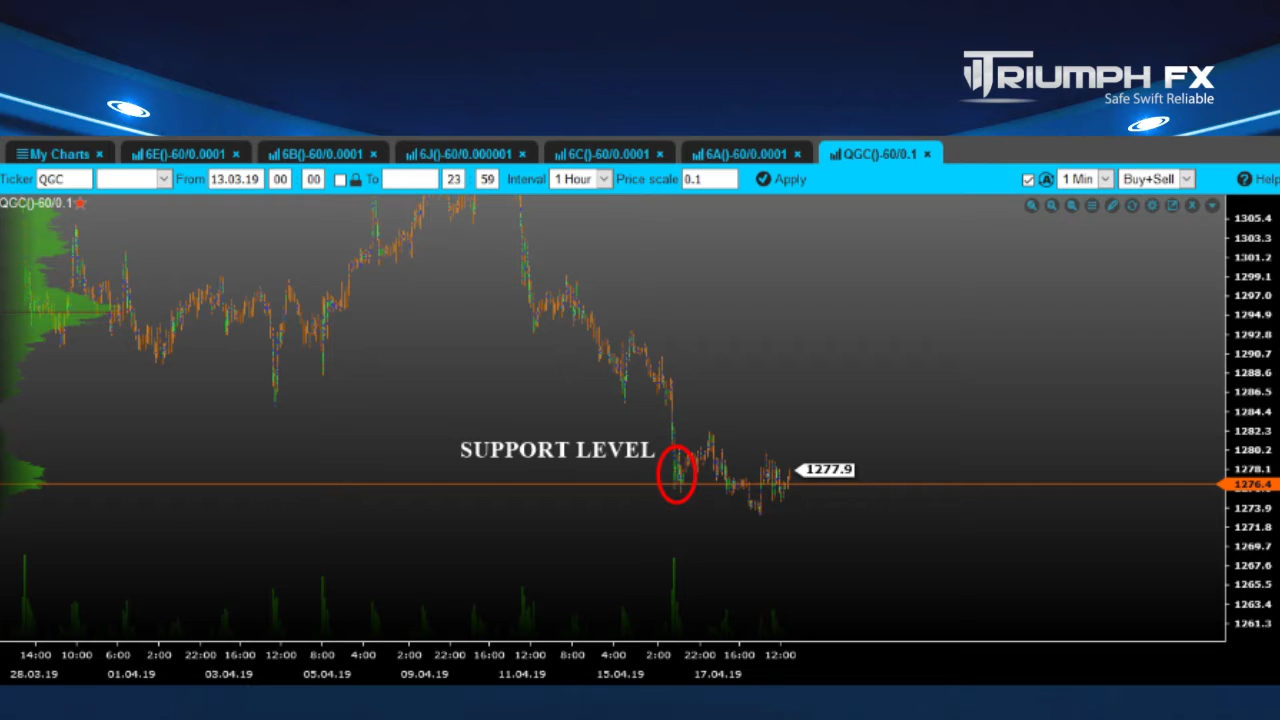 TRIUMPH FX
Safe Swift Reliable
My Charts × 6E()-60/0.0001 × 6B()-60/0.0001 × 6J()-60/0.000001 × 6C()-60/0.0001 × 6A()-60/0.0001 × QGC()-60/0.1 ×
Ticker QGC From 13.03.19 00 00 To 23 59 Interval 1 Hour Price scale 0.1 Apply 1 Min Buy+Sell Help
QGC()-60/0.1
1305.4
1303.3
1301.2
1299.1
1297.0
1294.9
1292.8
1290.7
1288.6
1286.5
1284.4
1282.3
SUPPORT LEVEL
1280.2
1277.9
1278.1
1276.4
1273.9
1271.8
1269.7
1267.6
1265.5
1263.4
1261.3
14:00 10:00 6:00 2:00 22:00 16:00 12:00 8:00 4:00 2:00 22:00 16:00 12:00 8:00 4:00 2:00 22:00 16:00 12:00
28.03.19 01.04.19 03.04.19 05.04.19 09.04.19 11.04.19 15.04.19 17.04.19